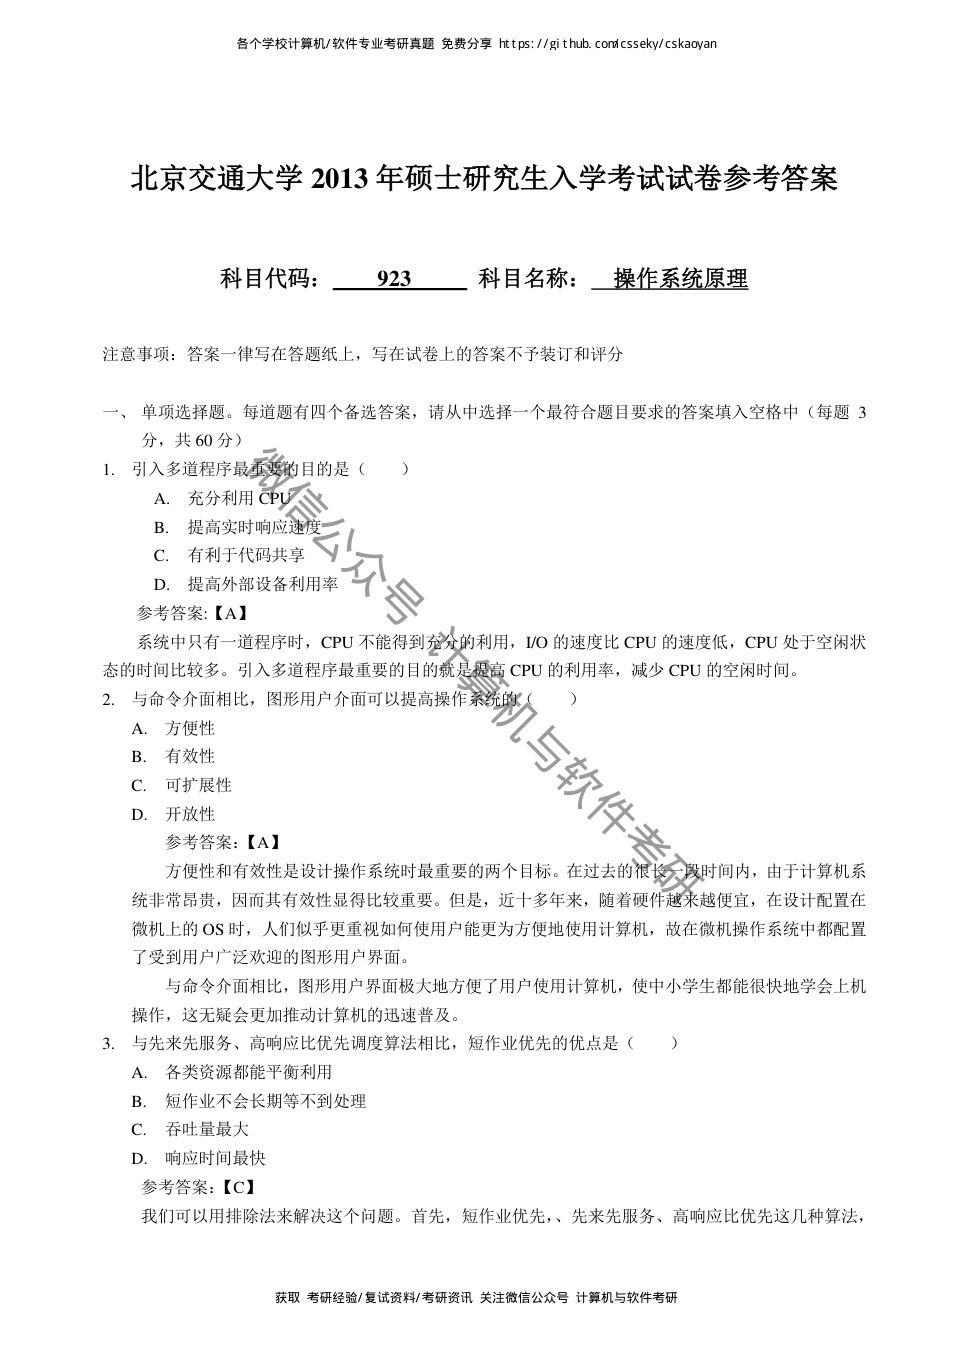 各个学校计算机/软件专业考研真题 免费分享 https://github.com/csseky/cskaoyan
北京交通大学 2013 年硕士研究生入学考试试卷参考答案
科目代码： 923 科目名称： 操作系统原理
注意事项：答案一律写在答题纸上，写在试卷上的答案不予装订和评分
一、 单项选择题。每道题有四个备选答案，请从中选择一个最符合题目要求的答案填入空格中（每题 3
分，共 60 分）
1. 引入多道程序最重要的目的是（ ）
A. 充分利用 CPU
B. 提高实时响应速度
C. 有利于代码共享
D. 提高外部设备利用率
参考答案:【A】
系统中只有一道程序时，CPU 不能得到充分的利用，I/O 的速度比 CPU 的速度低，CPU 处于空闲状
态的时间比较多。引入多道程序最重要的目的就是提高 CPU 的利用率，减少 CPU 的空闲时间。
2. 与命令介面相比，图形用户介面可以提高操作系统的（ ）
A. 方便性
B. 有效性
C. 可扩展性
D. 开放性
参考答案：【A】
方便性和有效性是设计操作系统时最重要的两个目标。在过去的很长一段时间内，由于计算机系
统非常昂贵，因而其有效性显得比较重要。但是，近十多年来，随着硬件越来越便宜，在设计配置在
微机上的 OS 时，人们似乎更重视如何使用户能更为方便地使用计算机，故在微机操作系统中都配置
了受到用户广泛欢迎的图形用户界面。
与命令介面相比，图形用户界面极大地方便了用户使用计算机，使中小学生都能很快地学会上机
操作，这无疑会更加推动计算机的迅速普及。
3. 与先来先服务、高响应比优先调度算法相比，短作业优先的优点是（ ）
A. 各类资源都能平衡利用
B. 短作业不会长期等不到处理
C. 吞吐量最大
D. 响应时间最快
参考答案：【C】
我们可以用排除法来解决这个问题。首先，短作业优先，、先来先服务、高响应比优先这几种算法，
微信公众号 计算机与软件考研
获取 考研经验/复试资料/考研资讯 关注微信公众号 计算机与软件考研